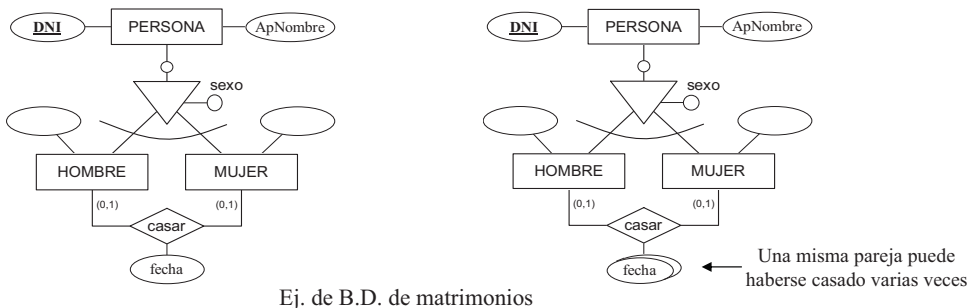 DNI PERSONA ApNombre
sexo
HOMBRE MUJER
(0,1) (0,1)
casar
fecha
DNI PERSONA ApNombre
sexo
HOMBRE MUJER
(0,1) (0,1)
casar
fecha
Una misma pareja puede
haberse casado varias veces
Ej. de B.D. de matrimonios